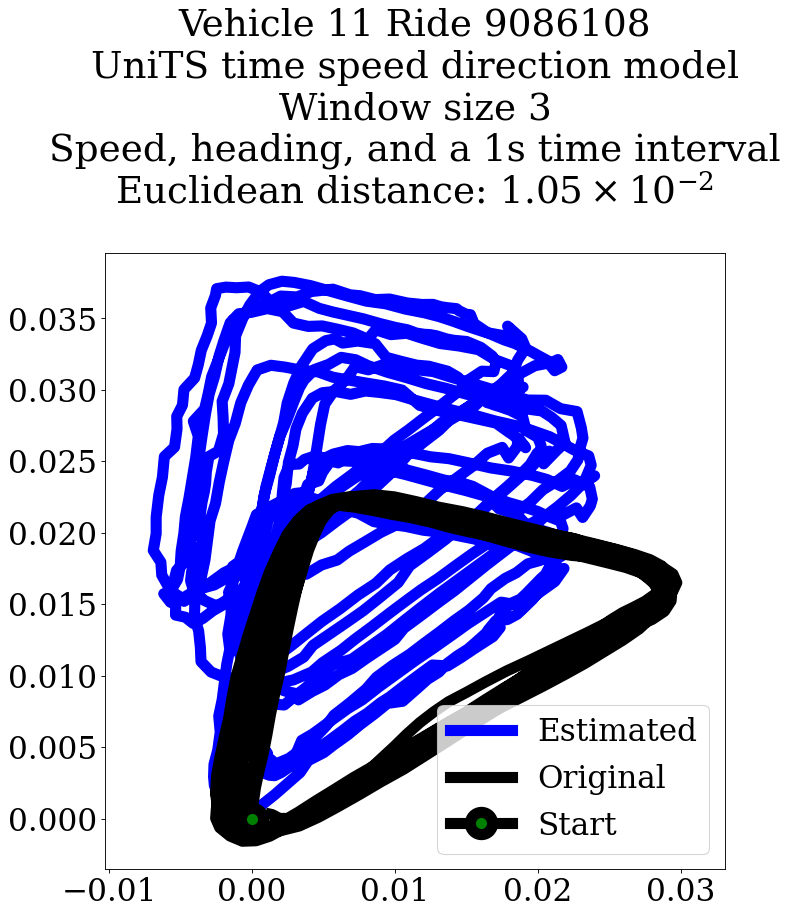 Vehicle 11 Ride 9086108
UniTS time speed direction model
Window size 3
Speed, heading, and a 1s time interval
Euclidean distance: 1.05 × 10⁻²
0.035
0.030
0.025
0.020
0.015
0.010
0.005
0.000
Estimated
Original
Start
−0.01 0.00 0.01 0.02 0.03